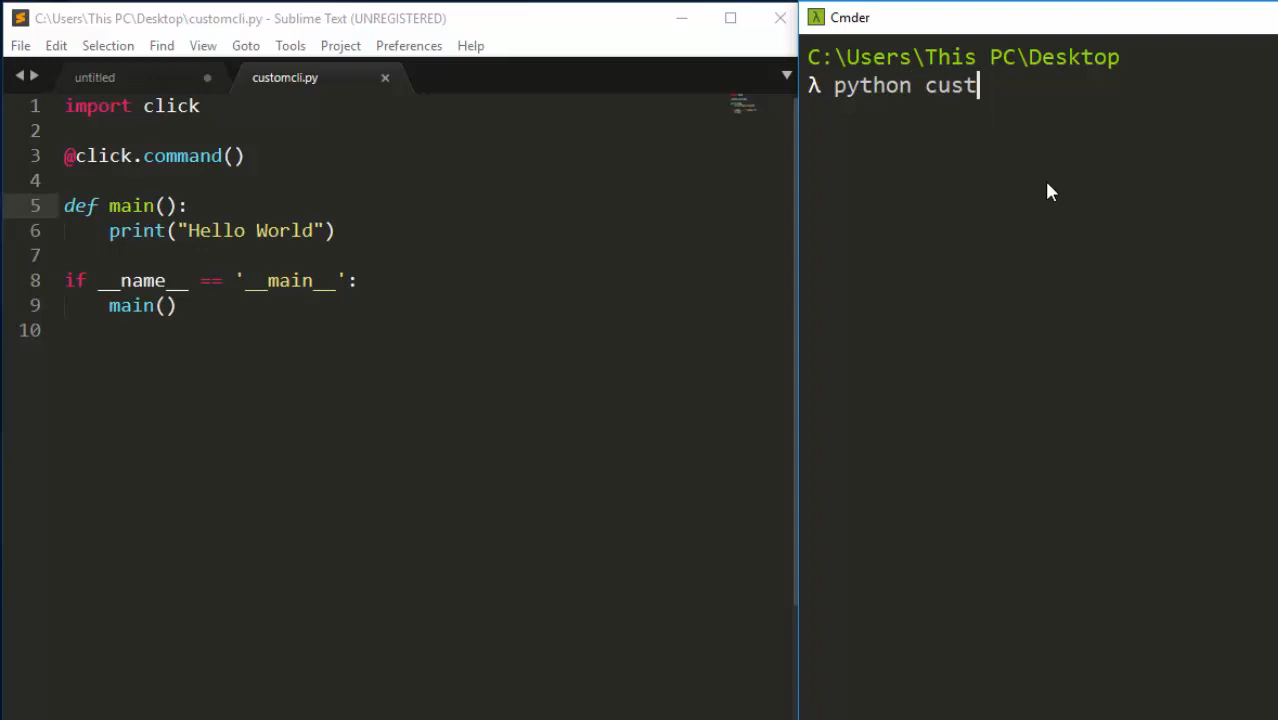 C:\Users\This PC\Desktop\customcli.py - Sublime Text (UNREGISTERED)
File Edit Selection Find View Goto Tools Project Preferences Help
untitled customcli.py
1 import click
2
3 @click.command()
4
5 def main():
6     print("Hello World")
7
8 if __name__ == '__main__':
9     main()
10
Cmder
C:\Users\This PC\Desktop
λ python cust